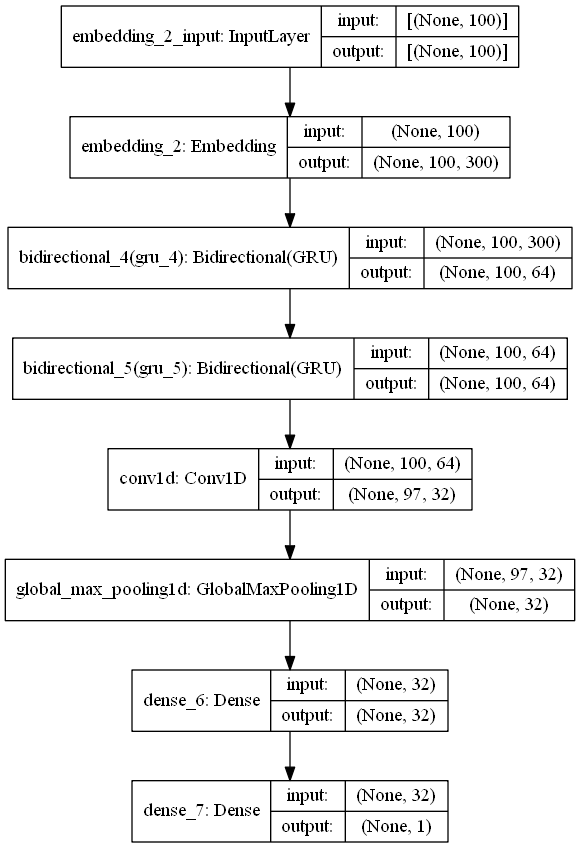 embedding_2_input: InputLayer input: [(None, 100)]
output: [(None, 100)]
embedding_2: Embedding input: (None, 100)
output: (None, 100, 300)
bidirectional_4(gru_4): Bidirectional(GRU) input: (None, 100, 300)
output: (None, 100, 64)
bidirectional_5(gru_5): Bidirectional(GRU) input: (None, 100, 64)
output: (None, 100, 64)
conv1d: Conv1D input: (None, 100, 64)
output: (None, 97, 32)
global_max_pooling1d: GlobalMaxPooling1D input: (None, 97, 32)
output: (None, 32)
dense_6: Dense input: (None, 32)
output: (None, 32)
dense_7: Dense input: (None, 32)
output: (None, 1)